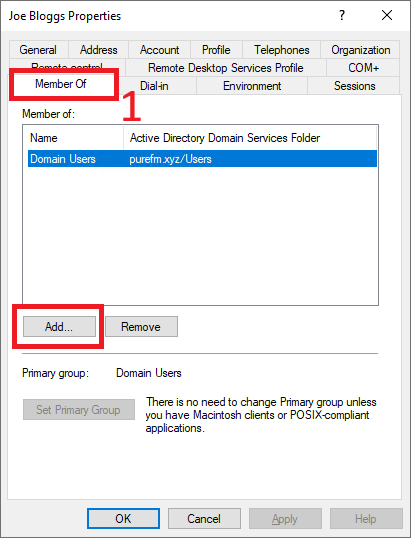 Joe Bloggs Properties
?
General Address Account Profile Telephones Organization
Remote control Remote Desktop Services Profile COM+
Member Of Dial-in Environment Sessions
1
Member of:
Name Active Directory Domain Services Folder
Domain Users purefm.xyz/Users
Add... Remove
Primary group: Domain Users
Set Primary Group
There is no need to change Primary group unless
you have Macintosh clients or POSIX-compliant
applications.
OK Cancel Apply Help